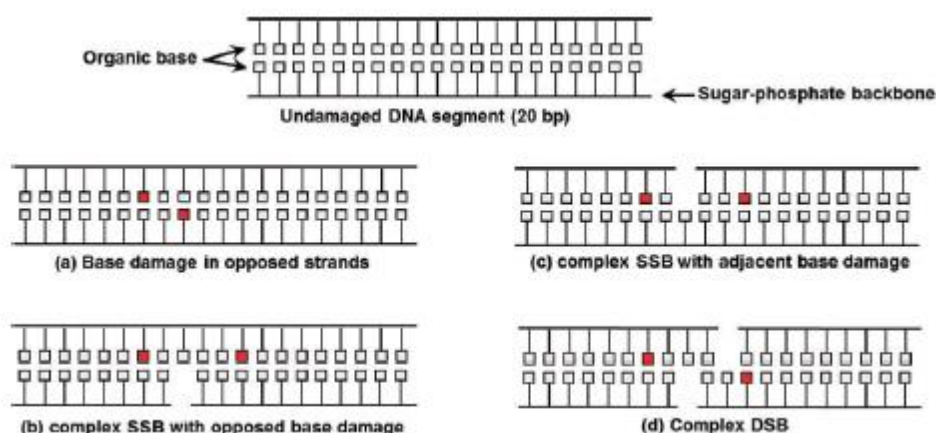 Organic base
Sugar-phosphate backbone
Undamaged DNA segment (20 bp)
(a) Base damage in opposed strands
(c) complex SSB with adjacent base damage
(b) complex SSB with opposed base damage
(d) Complex DSB